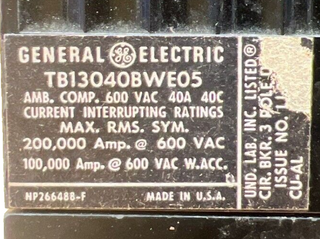 GENERAL GE ELECTRIC
TB13040BWE05
AMB. COMP. 600 VAC 40A 40C
CURRENT INTERRUPTING RATINGS
MAX. RMS. SYM.
200,000 Amp. @ 600 VAC
100,000 Amp. @ 600 VAC W.ACC.
NP266488-F MADE IN U.S.A.
UND. LAB. INC. LISTED ®
CIR. BKR. 3 POLE
ISSUE NO.
CU-AL